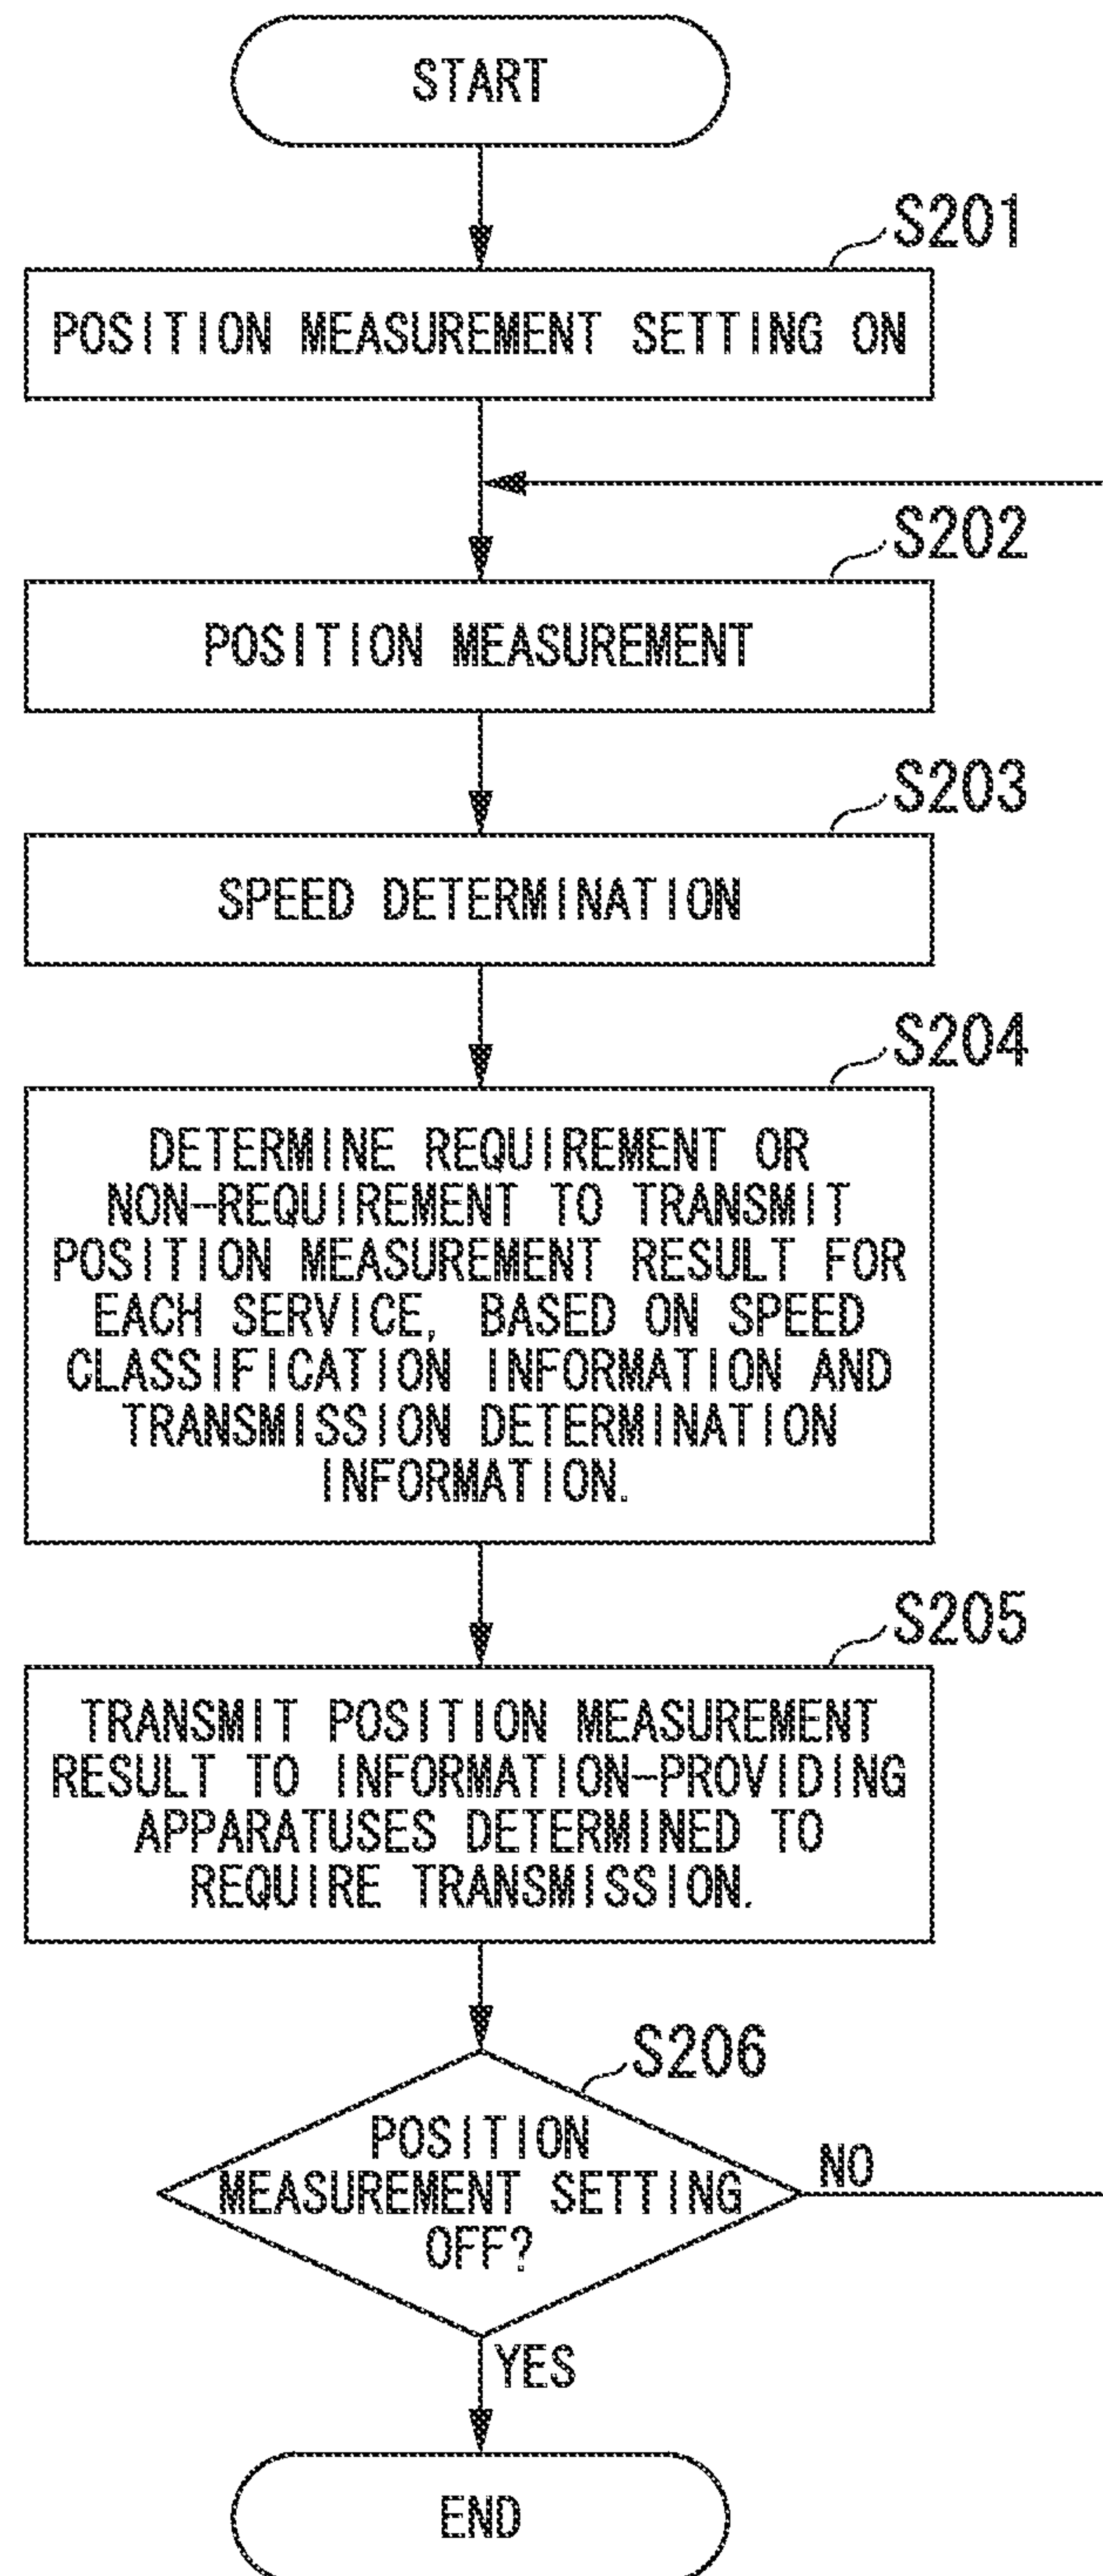 START
S201
POSITION MEASUREMENT SETTING ON
S202
POSITION MEASUREMENT
S203
SPEED DETERMINATION
S204
DETERMINE REQUIREMENT OR
NON-REQUIREMENT TO TRANSMIT
POSITION MEASUREMENT RESULT FOR
EACH SERVICE, BASED ON SPEED
CLASSIFICATION INFORMATION AND
TRANSMISSION DETERMINATION
INFORMATION.
S205
TRANSMIT POSITION MEASUREMENT
RESULT TO INFORMATION-PROVIDING
APPARATUSES DETERMINED TO
REQUIRE TRANSMISSION.
S206
POSITION
MEASUREMENT SETTING
OFF?
NO
YES
END